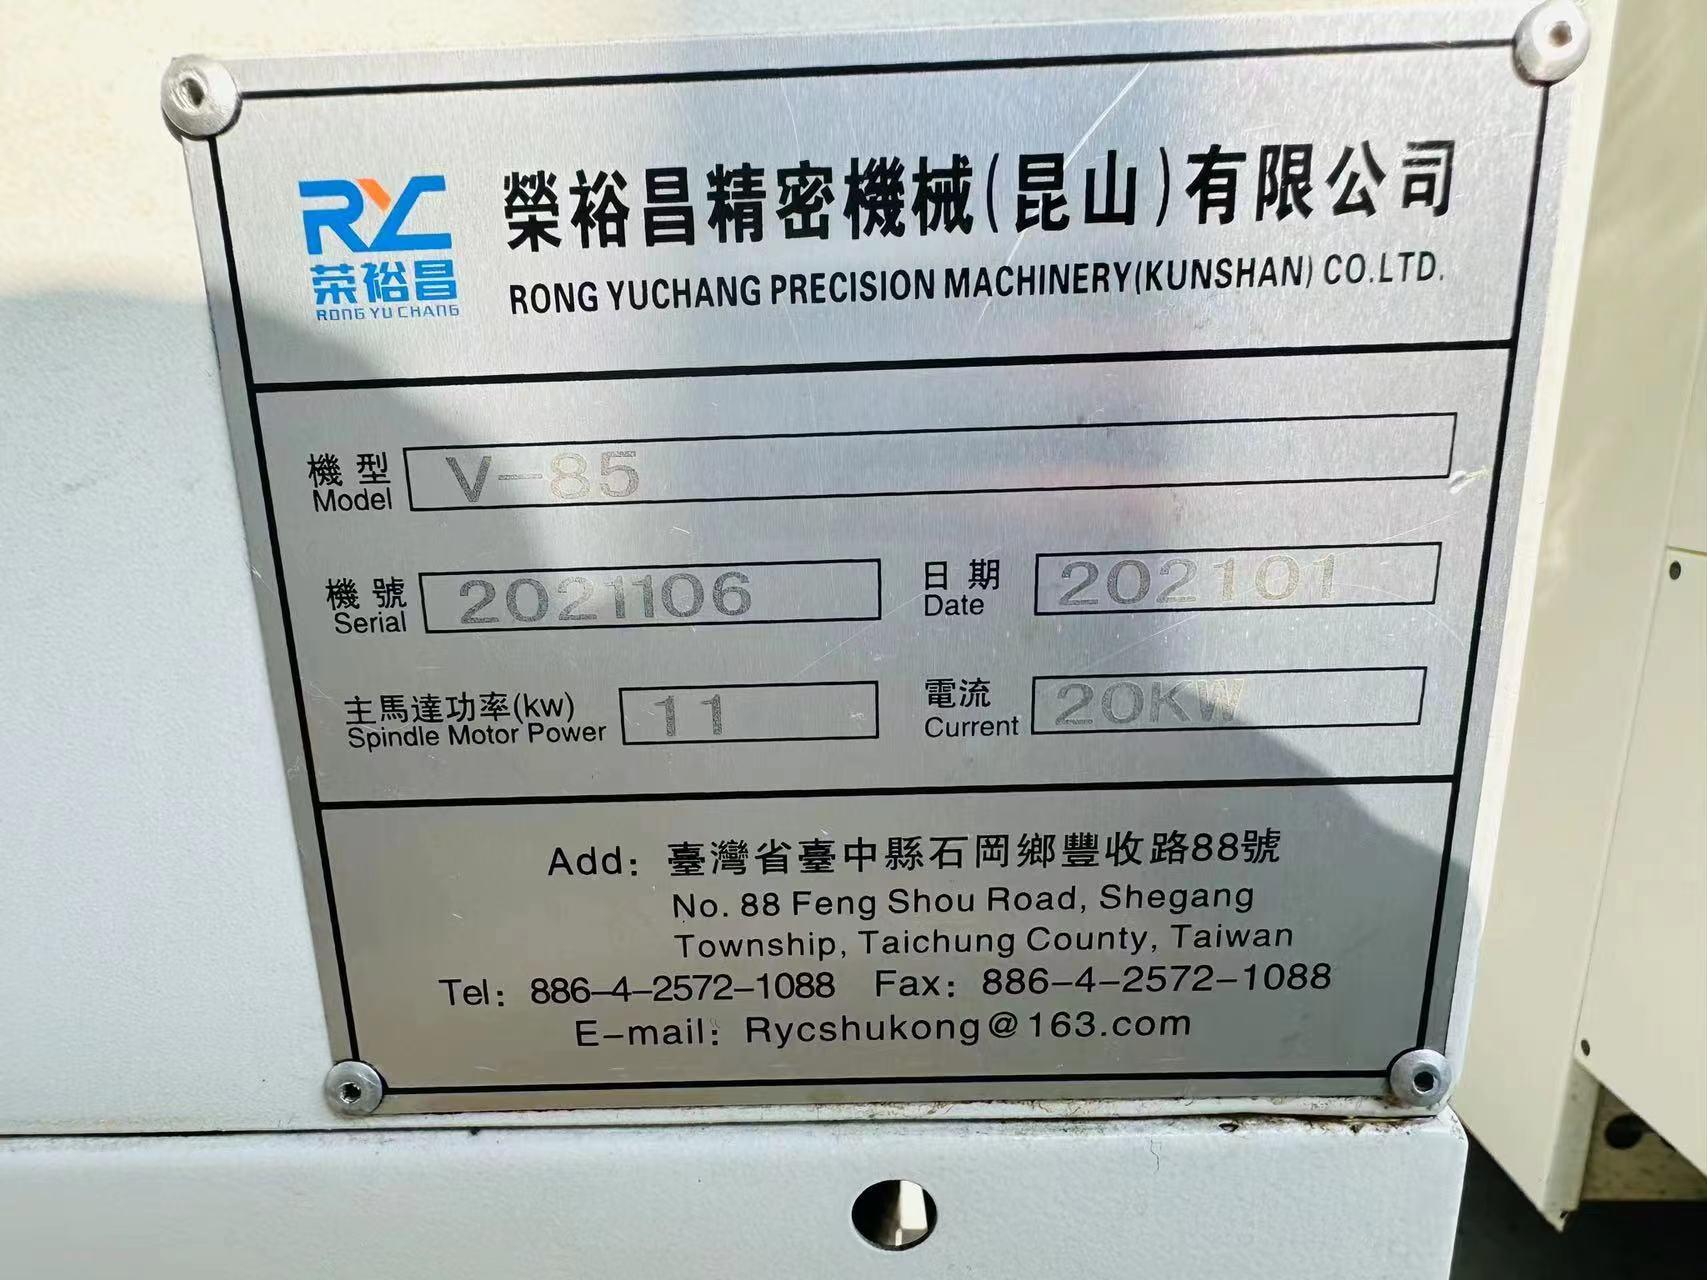 RYC
荣裕昌
RONG YU CHANG
榮裕昌精密機械(昆山)有限公司
RONG YUCHANG PRECISION MACHINERY(KUNSHAN) CO.LTD.
機型 V-85
Model
機號 2021106 日期 202101
Serial Date
主馬達功率(kw) 11 電流 20KW
Spindle Motor Power Current
Add: 臺灣省臺中縣石岡鄉豐收路88號
No. 88 Feng Shou Road, Shegang
Township, Taichung County, Taiwan
Tel: 886-4-2572-1088 Fax: 886-4-2572-1088
E-mail: Rycshukong@163.com